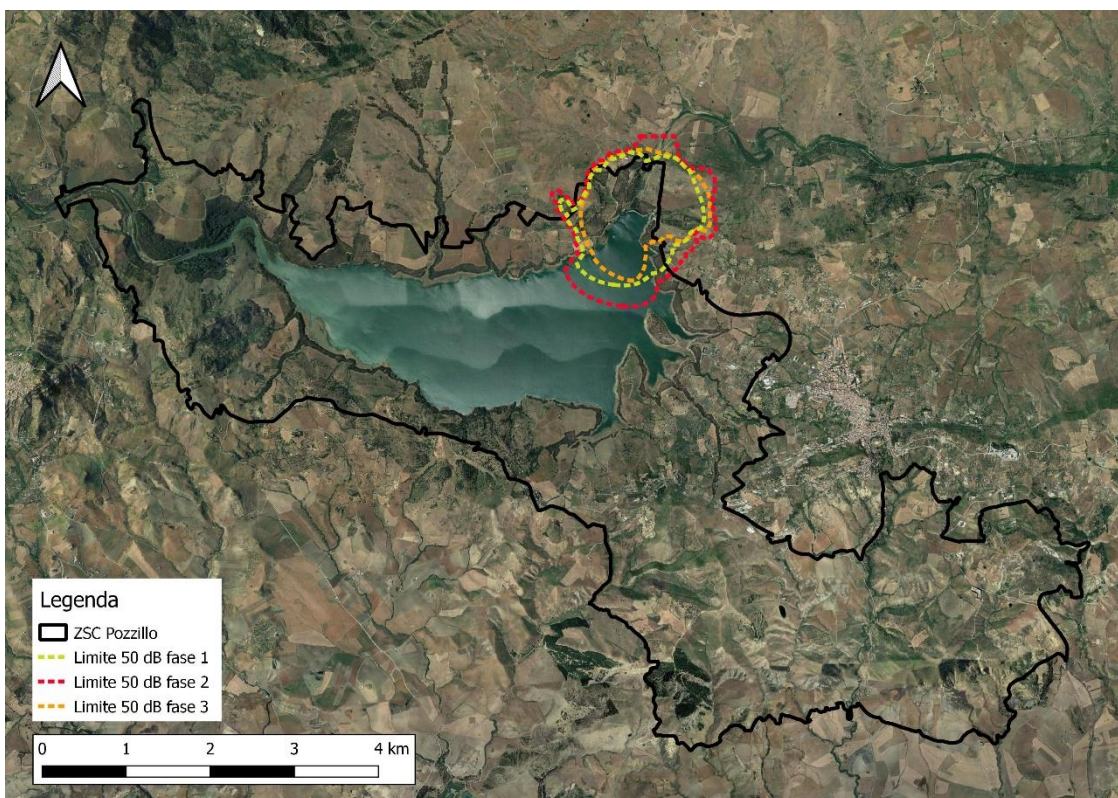 Legenda
ZSC Pozzillo
Limite 50 dB fase 1
Limite 50 dB fase 2
Limite 50 dB fase 3
0 1 2 3 4 km